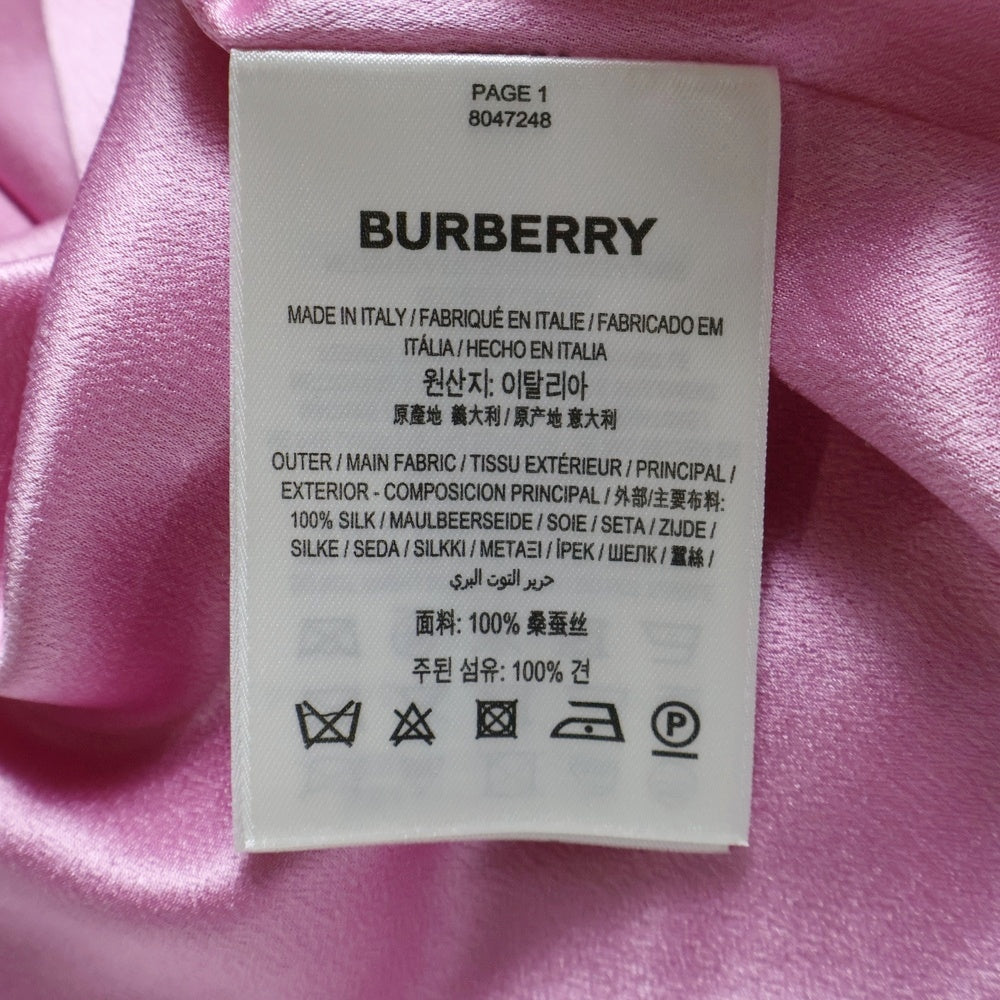 PAGE 1
8047248
BURBERRY
MADE IN ITALY / FABRIQUÉ EN ITALIE / FABRICADO EM
ITÁLIA / HECHO EN ITALIA
원산지: 이탈리아
原產地 義大利 / 原产地 意大利
OUTER / MAIN FABRIC / TISSU EXTÉRIEUR / PRINCIPAL /
EXTERIOR - COMPOSICION PRINCIPAL / 外部/主要布料:
100% SILK / MAULBEERSEIDE / SOIE / SETA / ZIJDE /
SILKE / SEDA / SILKKI / ΜΕΤΑΞΙ / İPEK / ШЕЛК / 蠶絲 /
حرير التوت البري
面料: 100% 桑蚕丝
주된 섬유: 100% 견
P